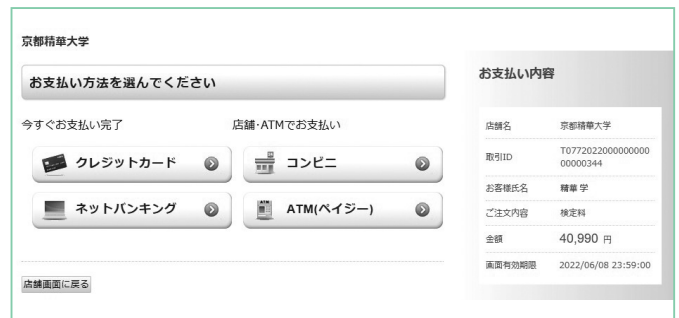 京都精華大学
お支払い方法を選んでください
今すぐお支払い完了
店舗・ATMでお支払い
クレジットカード
コンビニ
ネットバンキング
ATM
ATM(ペイジー)
店舗画面に戻る
お支払い内容
店舗名 京都精華大学
取引ID T0772022000000000
00000344
お客様氏名 精華 学
ご注文内容 検定料
金額 40,990 円
画面有効期限 2022/06/08 23:59:00